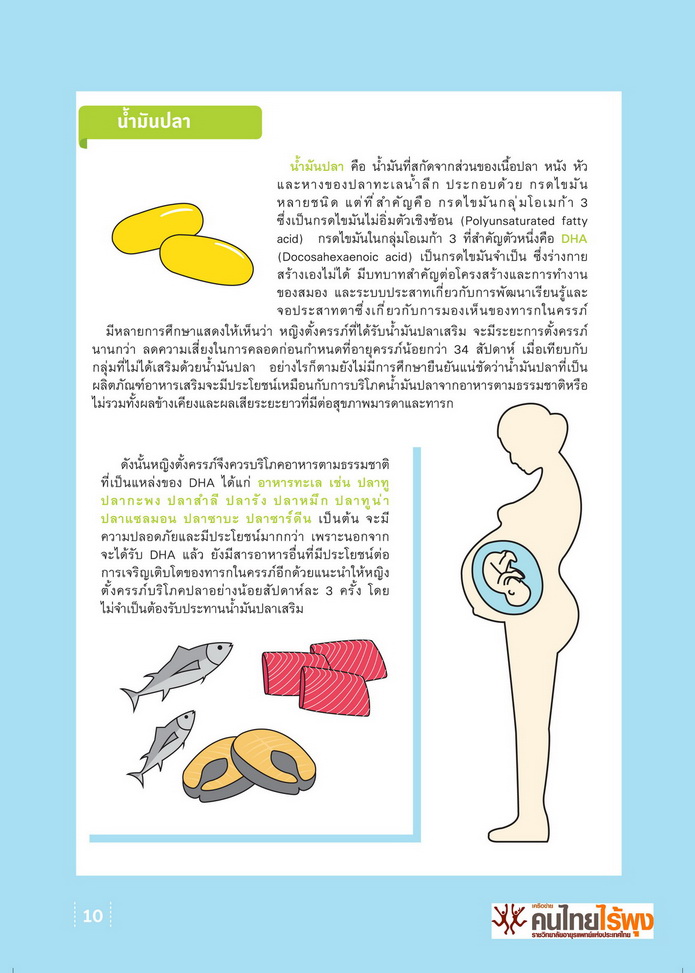 น้ำมันปลา
น้ำมันปลา คือ น้ำมันที่สกัดจากส่วนของเนื้อปลา หนัง หัว
และหางของปลาทะเลน้ำลึก ประกอบด้วย กรดไขมัน
หลายชนิด แต่ที่สำคัญคือ กรดไขมันกลุ่มโอเมก้า 3
ซึ่งเป็นกรดไขมันไม่อิ่มตัวเชิงซ้อน (Polyunsaturated fatty
acid) กรดไขมันในกลุ่มโอเมก้า 3 ที่สำคัญตัวหนึ่งคือ DHA
(Docosahexaenoic acid) เป็นกรดไขมันจำเป็น ซึ่งร่างกาย
สร้างเองไม่ได้ มีบทบาทสำคัญต่อโครงสร้างและการทำงาน
ของสมอง และระบบประสาทเกี่ยวกับการพัฒนาเรียนรู้และ
จอประสาทตาซึ่งเกี่ยวกับการมองเห็นของทารกในครรภ์
มีหลายการศึกษาแสดงให้เห็นว่า หญิงตั้งครรภ์ที่ได้รับน้ำมันปลาเสริม จะมีระยะการตั้งครรภ์
นานกว่า ลดความเสี่ยงในการคลอดก่อนกำหนดที่อายุครรภ์น้อยกว่า 34 สัปดาห์ เมื่อเทียบกับ
กลุ่มที่ไม่ได้เสริมด้วยน้ำมันปลา อย่างไรก็ตามยังไม่มีการศึกษายืนยันแน่ชัดว่าน้ำมันปลาที่เป็น
ผลิตภัณฑ์อาหารเสริมจะมีประโยชน์เหมือนกับการบริโภคน้ำมันปลาจากอาหารตามธรรมชาติหรือ
ไม่รวมทั้งผลข้างเคียงและผลเสียระยะยาวที่มีต่อสุขภาพมารดาและทารก
ดังนั้นหญิงตั้งครรภ์จึงควรบริโภคอาหารตามธรรมชาติ
ที่เป็นแหล่งของ DHA ได้แก่ อาหารทะเล เช่น ปลาทู
ปลากะพง ปลาสำลี ปลารัง ปลาหมึก ปลาทูน่า
ปลาแซลมอน ปลาซาบะ ปลาซาร์ดีน เป็นต้น จะมี
ความปลอดภัยและมีประโยชน์มากกว่า เพราะนอกจาก
จะได้รับ DHA แล้ว ยังมีสารอาหารอื่นที่มีประโยชน์ต่อ
การเจริญเติบโตของทารกในครรภ์อีกด้วยแนะนำให้หญิง
ตั้งครรภ์บริโภคปลาอย่างน้อยสัปดาห์ละ 3 ครั้ง โดย
ไม่จำเป็นต้องรับประทานน้ำมันปลาเสริม
10
เครือข่าย
คนไทยไร้พุง
ราชวิทยาลัยอายุรแพทย์แห่งประเทศไทย